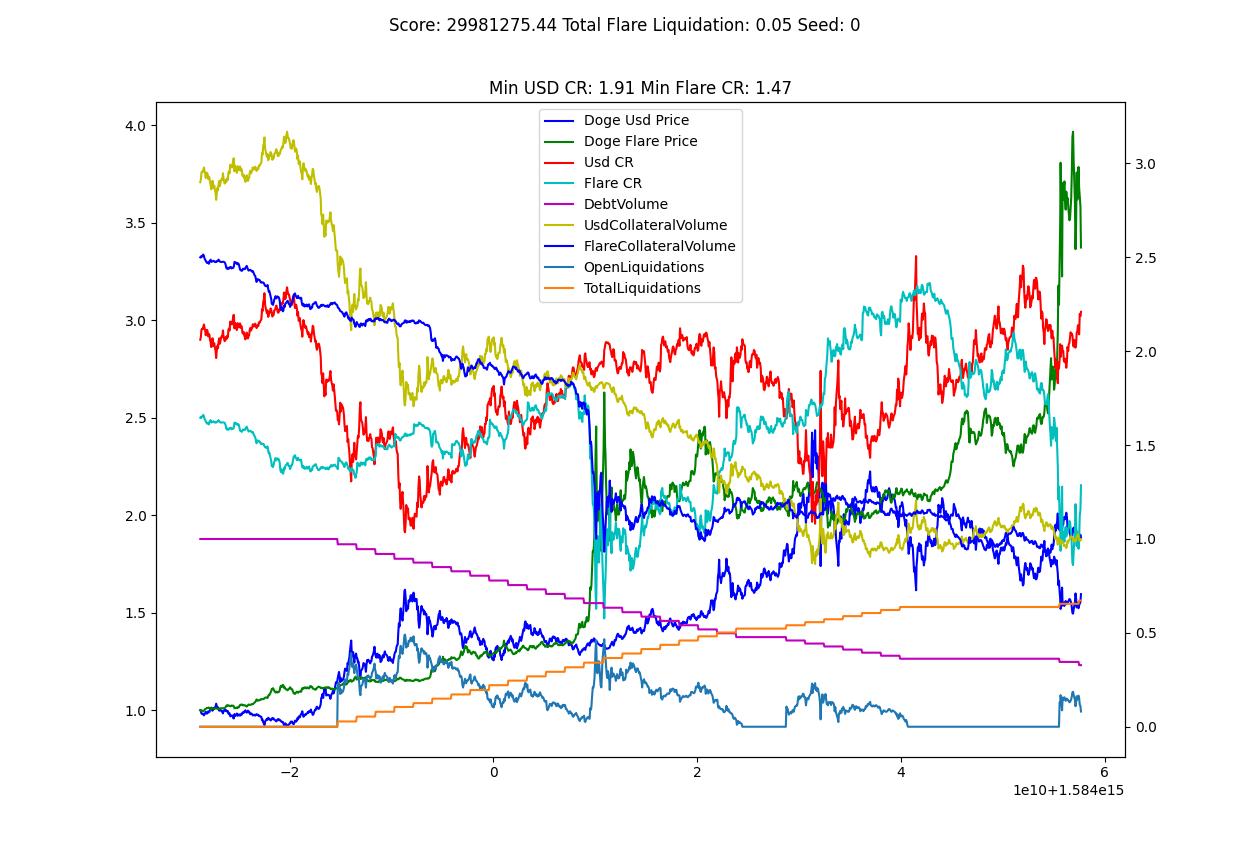 Score: 29981275.44 Total Flare Liquidation: 0.05 Seed: 0
Min USD CR: 1.91 Min Flare CR: 1.47
Doge Usd Price
Doge Flare Price
Usd CR
Flare CR
DebtVolume
UsdCollateralVolume
FlareCollateralVolume
OpenLiquidations
TotalLiquidations
4.0
3.5
3.0
2.5
2.0
1.5
1.0
3.0
2.5
2.0
1.5
1.0
0.5
0.0
−2
0
2
4
6
1e10+1.584e15